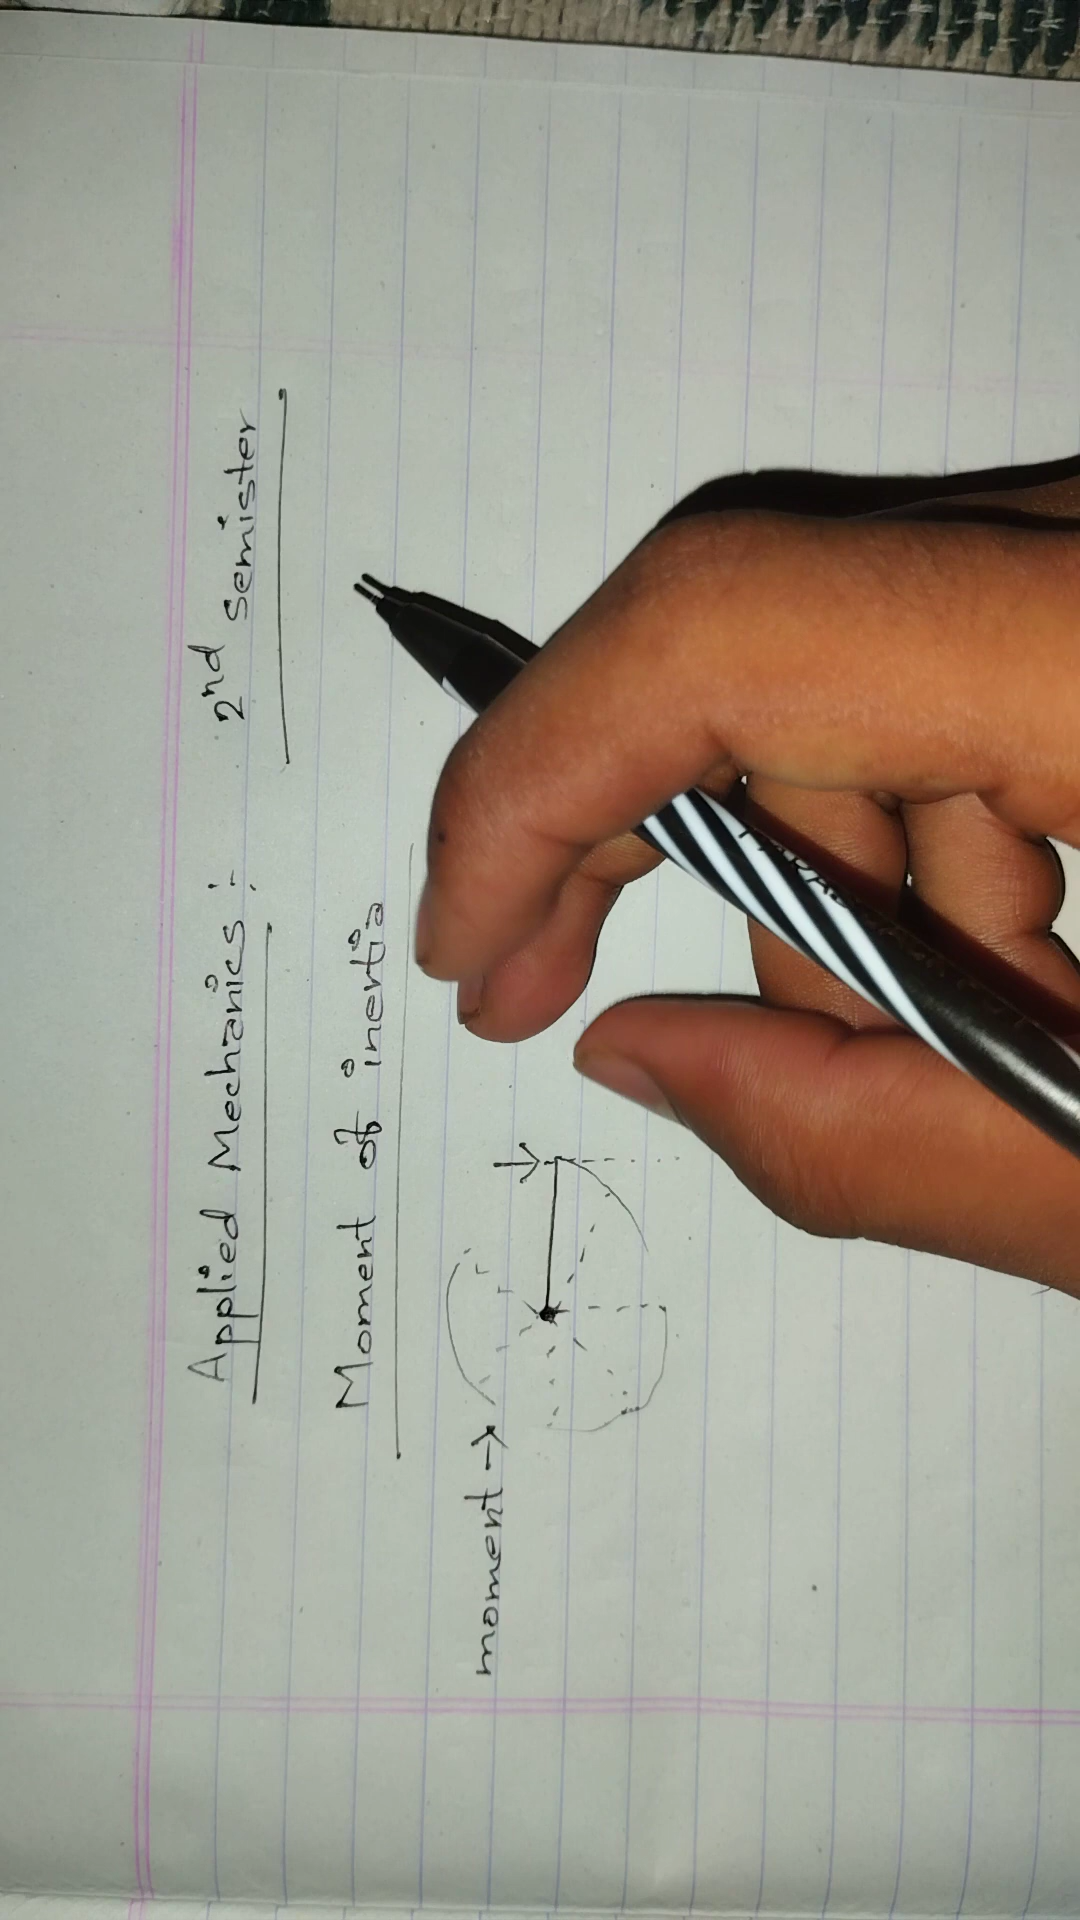 Applied Mechanics :- 2nd semister
Moment of inertia
moment →